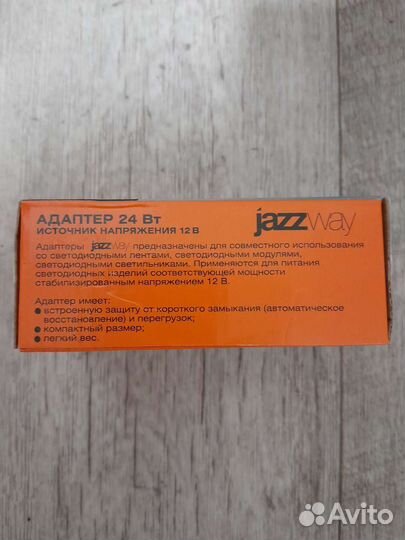 АДАПТЕР 24 Вт
ИСТОЧНИК НАПРЯЖЕНИЯ 12 В
jazzway
Адаптеры jazzway предназначены для совместного использования
со светодиодными лентами, светодиодными модулями,
светодиодными светильниками. Применяются для питания
светодиодных изделий соответствующей мощности
стабилизированным напряжением 12 В.
Адаптер имеет:
● встроенную защиту от короткого замыкания (автоматическое
восстановление) и перегрузок;
● компактный размер;
● легкий вес.
Avito